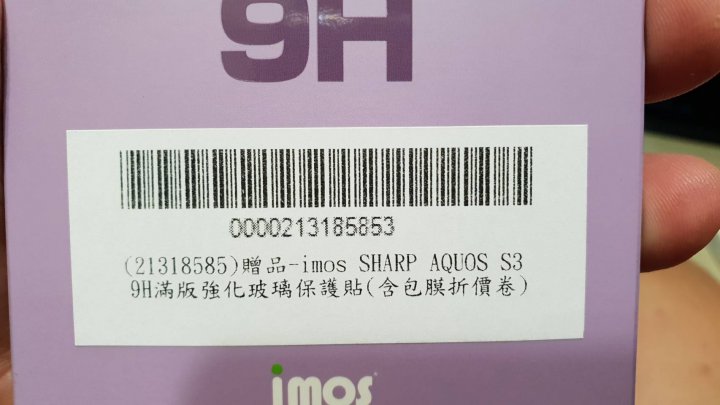 9H
0000213185853
(21318585)贈品-imos SHARP AQUOS S3
9H滿版強化玻璃保護貼(含包膜折價卷)
imos